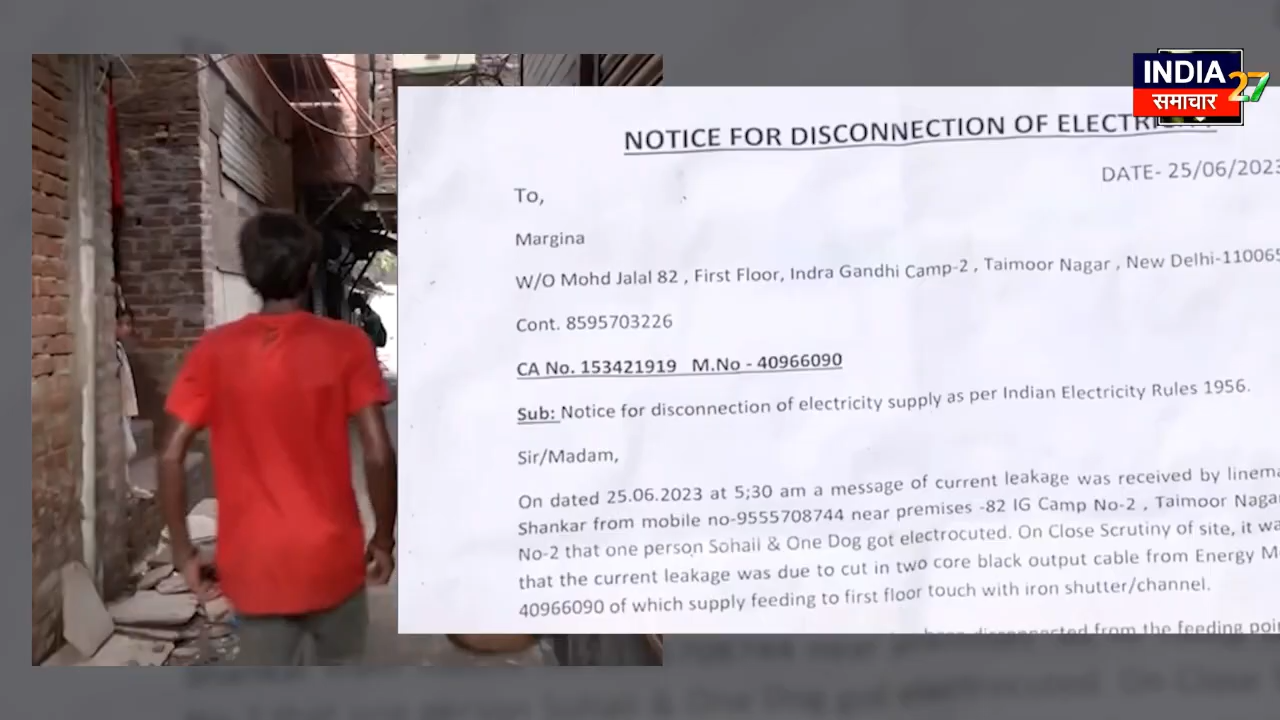 INDIA 27
समाचार
NOTICE FOR DISCONNECTION OF
DATE- 25/06/2023
To,
Margina
W/O Mohd Jalal 82 , First Floor, Indra Gandhi Camp-2 , Taimoor Nagar , New Delhi-110065
Cont. 8595703226
CA No. 153421919 M.No - 40966090
Sub: Notice for disconnection of electricity supply as per Indian Electricity Rules 1956.
Sir/Madam,
On dated 25.06.2023 at 5;30 am a message of current leakage was received by
Shankar from mobile no-9555708744 near premises -82 IG Camp No-2 , Taimoor Nagar
No-2 that one person Sohail & One Dog got electrocuted. On Close Scrutiny of site, it
that the current leakage was due to cut in two core black output cable from Energy
40966090 of which supply feeding to first floor touch with iron shutter/channel.
disconnected from the feeding